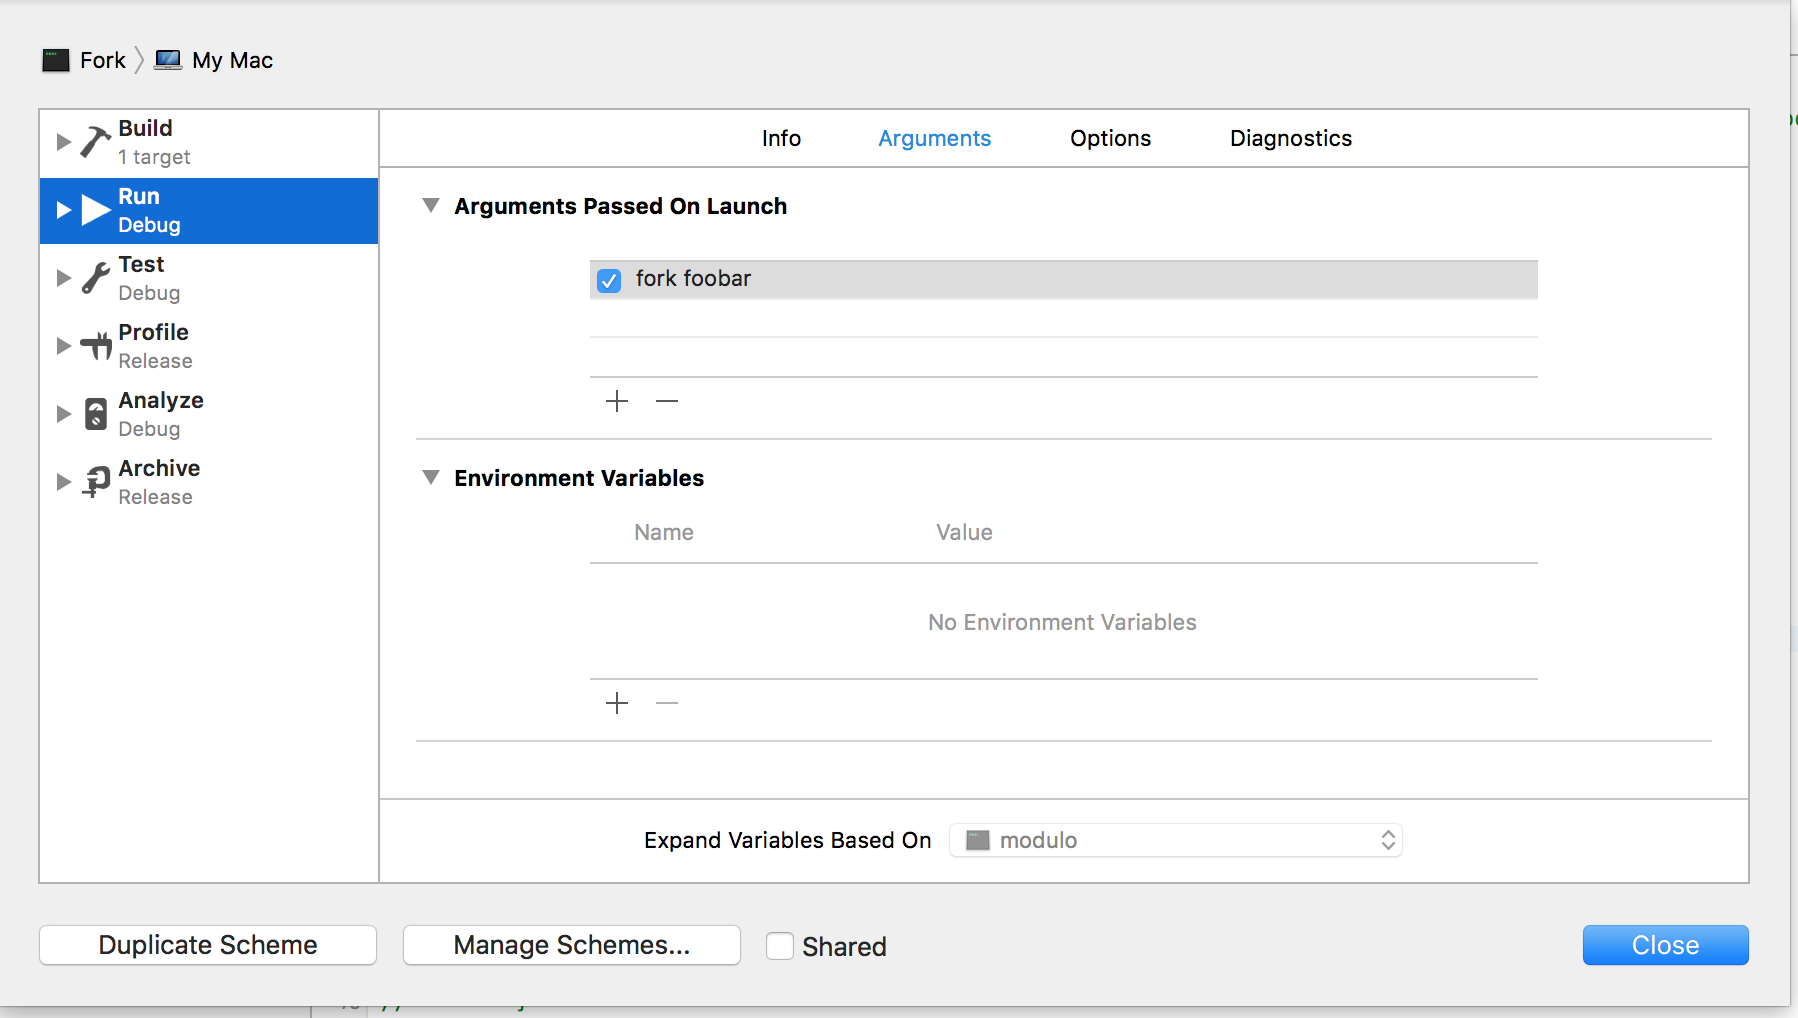 Fork My Mac
Build
1 target
Run
Debug
Test
Debug
Profile
Release
Analyze
Debug
Archive
Release
Info Arguments Options Diagnostics
Arguments Passed On Launch
fork foobar
Environment Variables
Name Value
No Environment Variables
Expand Variables Based On modulo
Duplicate Scheme Manage Schemes... Shared Close